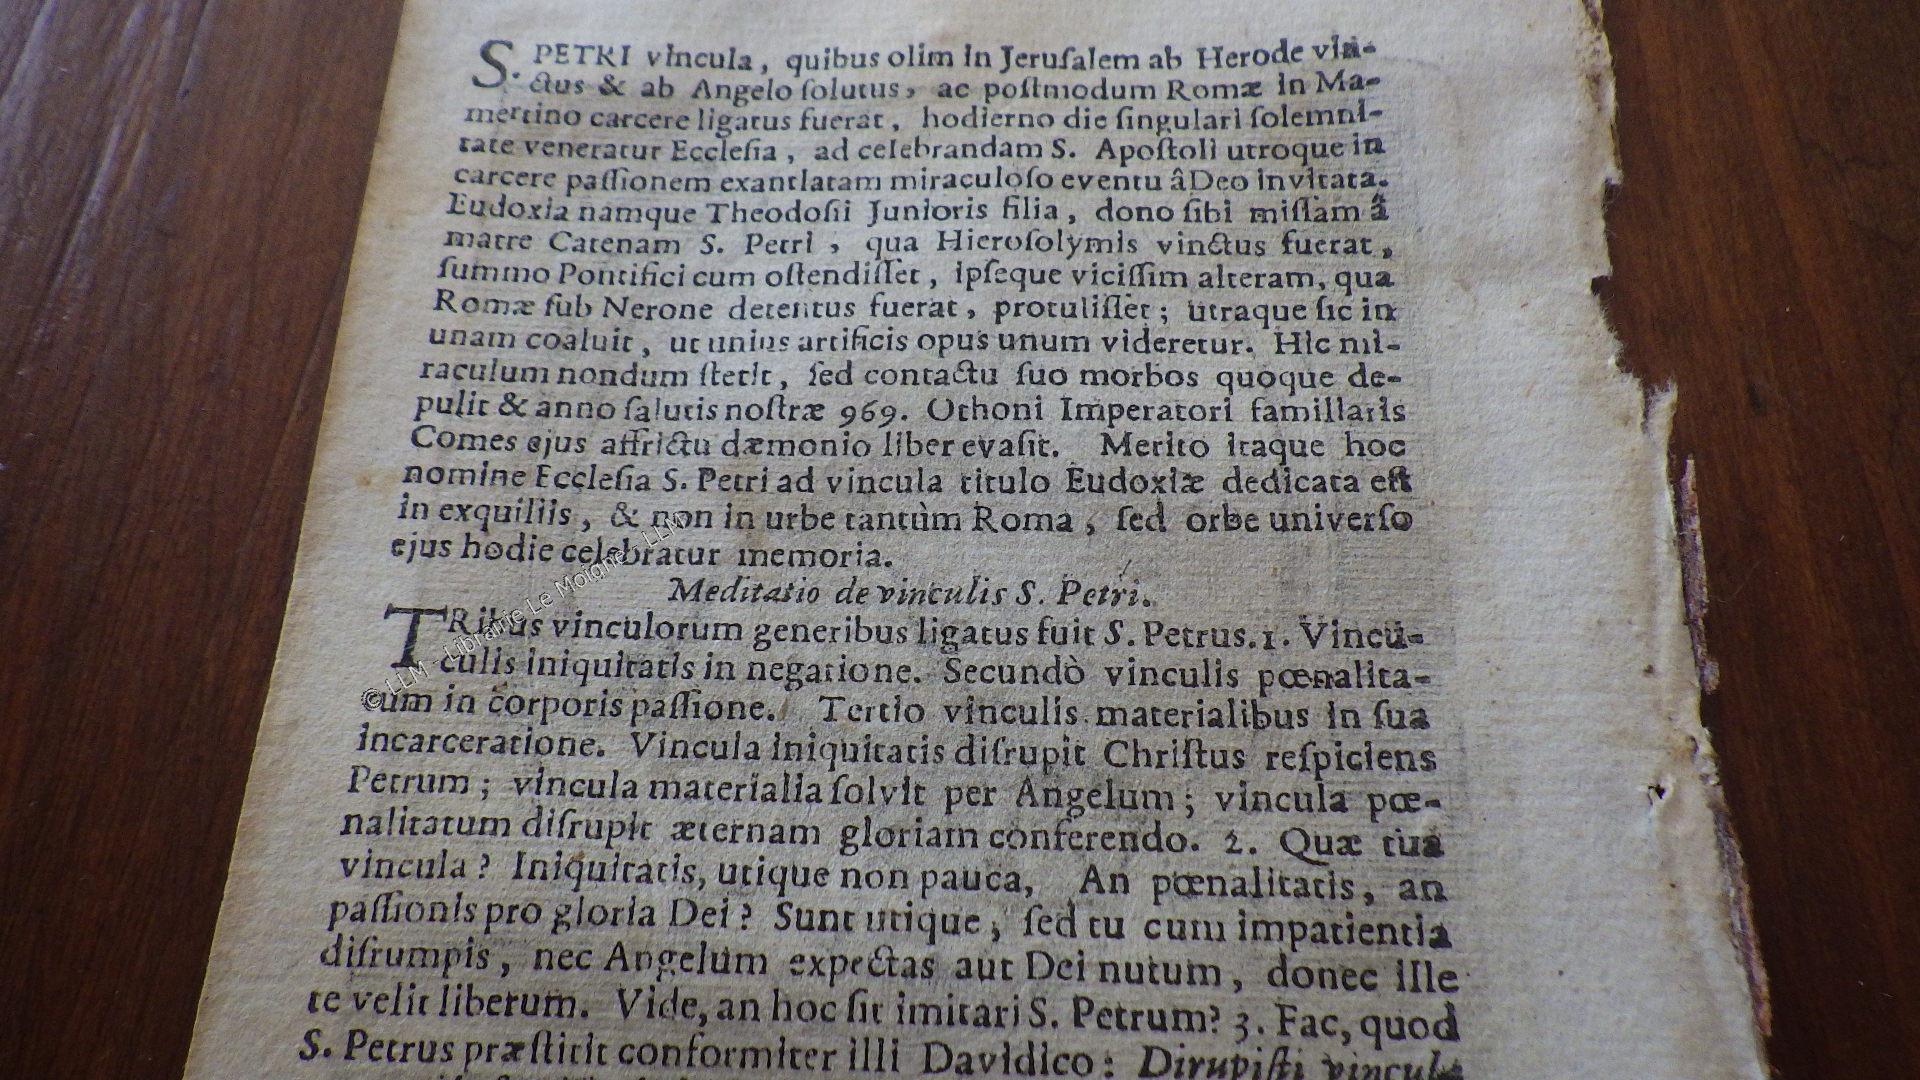 S. PETRI vincula, quibus olim in Jeruſalem ab Herode vin-
ctus & ab Angelo ſolutus, ac poſtmodum Romæ in Ma-
mertino carcere ligatus fuerat, hodierno die ſingulari ſolemni-
tate veneratur Eccleſia, ad celebrandam S. Apoſtoli utroque in
carcere paſſionem exantlatam miraculoſo eventu â Deo invitata.
Eudoxia namque Theodoſii Junioris filia, dono ſibi miſſam â
matre Catenam S. Petri, qua Hieroſolymis vinctus fuerat,
ſummo Pontifici cum oſtendiſſet, ipſeque viciſſim alteram, qua
Romæ ſub Nerone detentus fuerat, protuliſſet; utraque ſic in
unam coaluit, ut unius artificis opus unum videretur. Hic mi-
raculum nondum ſtetit, ſed contactu ſuo morbos quoque de-
pulit & anno ſalutis noſtræ 969. Othoni Imperatori familiaris
Comes ejus affrictu dæmonio liber evaſit. Merito itaque hoc
nomine Eccleſia S. Petri ad vincula titulo Eudoxiæ dedicata eſt
in exquiliis, & non in urbe tantùm Roma, ſed orbe univerſo
ejus hodie celebratur memoria.
Meditatio de vinculis S. Petri.
TRibus vinculorum generibus ligatus fuit S. Petrus. 1. Vincu-
culis iniquitatis in negatione. Secundò vinculis pœnalita-
um in corporis paſſione. Tertio vinculis materialibus in ſua
incarceratione. Vincula iniquitatis diſrupit Chriſtus reſpiciens
Petrum; vincula materialia ſolvit per Angelum; vincula pœ-
nalitatum diſrupit æternam gloriam conferendo. 2. Quæ tua
vincula? Iniquitatis, utique non pauca, An pœnalitatis, an
paſſionis pro gloria Dei? Sunt utique, ſed tu cum impatientia
diſrumpis, nec Angelum expectas aut Dei nutum, donec ille
te velit liberum. Vide, an hoc ſit imitari S. Petrum? 3. Fac, quod
S. Petrus præſtitit conformiter illi Davidico: Dirupiſti vincula
© LLM - Librairie Le Moigne - LLM